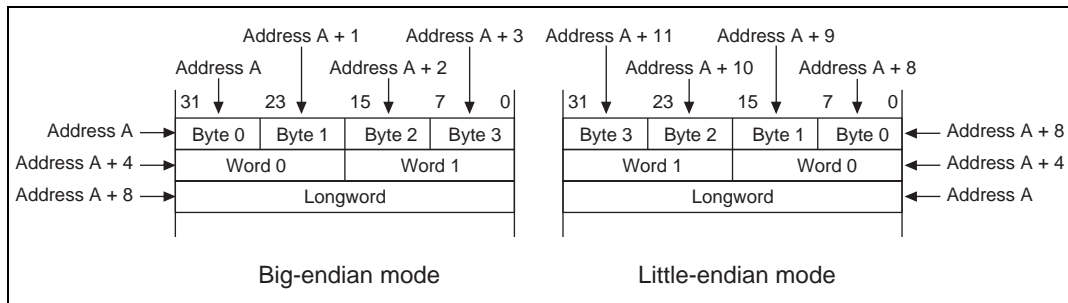 Address A + 1 Address A + 3 Address A + 11 Address A + 9
Address A Address A + 2 Address A + 10 Address A + 8
31 23 15 7 0 31 23 15 7 0
Address A Byte 0 Byte 1 Byte 2 Byte 3 Byte 3 Byte 2 Byte 1 Byte 0 Address A + 8
Address A + 4 Word 0 Word 1 Word 1 Word 0 Address A + 4
Address A + 8 Longword Longword Address A
Big-endian mode Little-endian mode